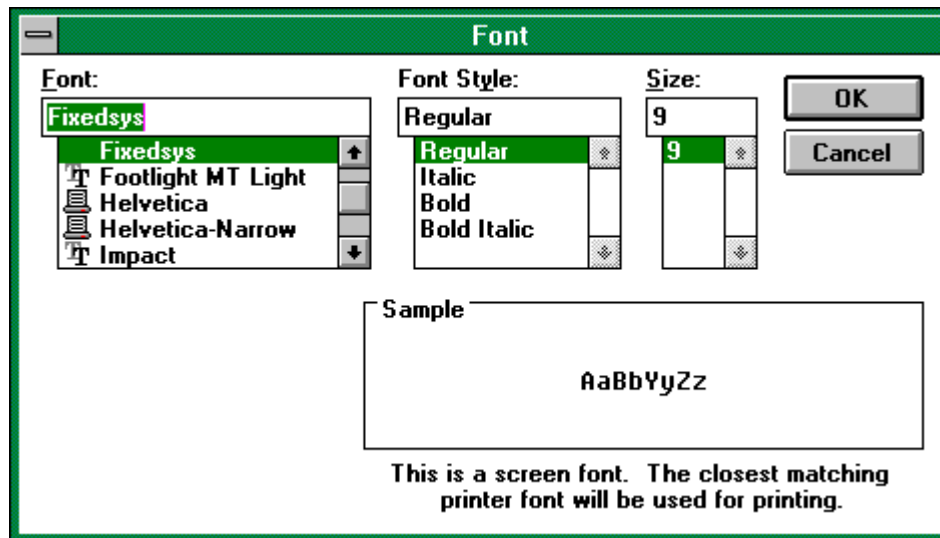 Font
Font:
Fixedsys
Fixedsys
Footlight MT Light
Helvetica
Helvetica-Narrow
Impact
Font Style:
Regular
Regular
Italic
Bold
Bold Italic
Size:
9
9
OK
Cancel
Sample
AaBbYyZz
This is a screen font.  The closest matching
printer font will be used for printing.